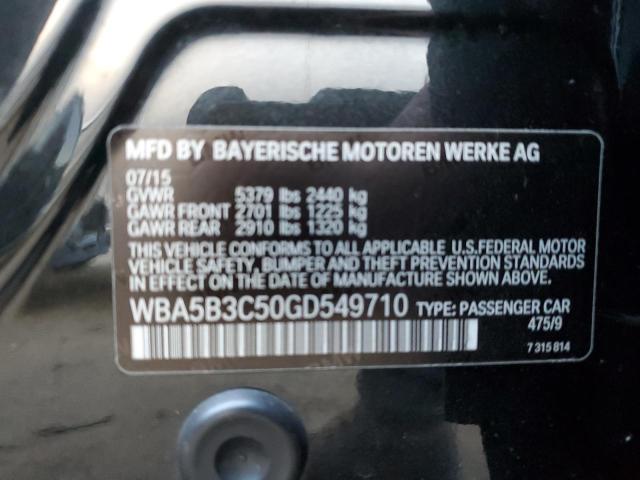 MFD BY BAYERISCHE MOTOREN WERKE AG
07/15
GVWR 5379 lbs 2440 kg
GAWR FRONT 2701 lbs 1225 kg
GAWR REAR 2910 lbs 1320 kg
THIS VEHICLE CONFORMS TO ALL APPLICABLE U.S.FEDERAL MOTOR
VEHICLE SAFETY, BUMPER AND THEFT PREVENTION STANDARDS
IN EFFECT ON THE DATE OF MANUFACTURE SHOWN ABOVE.
WBA5B3C50GD549710 TYPE: PASSENGER CAR
475/9
7 315 814